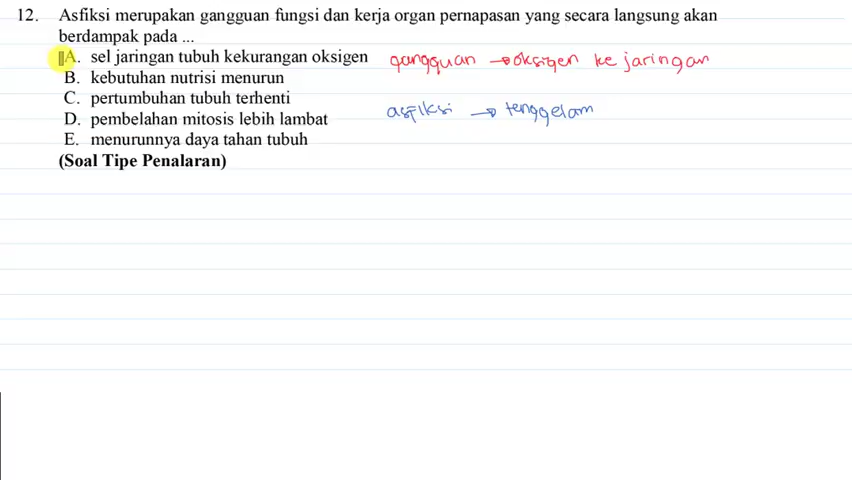 12. Asfiksi merupakan gangguan fungsi dan kerja organ pernapasan yang secara langsung akan
berdampak pada ...
A. sel jaringan tubuh kekurangan oksigen
gangguan → oksigen ke jaringan
B. kebutuhan nutrisi menurun
C. pertumbuhan tubuh terhenti
asfiksi → tenggelam
D. pembelahan mitosis lebih lambat
E. menurunnya daya tahan tubuh
(Soal Tipe Penalaran)